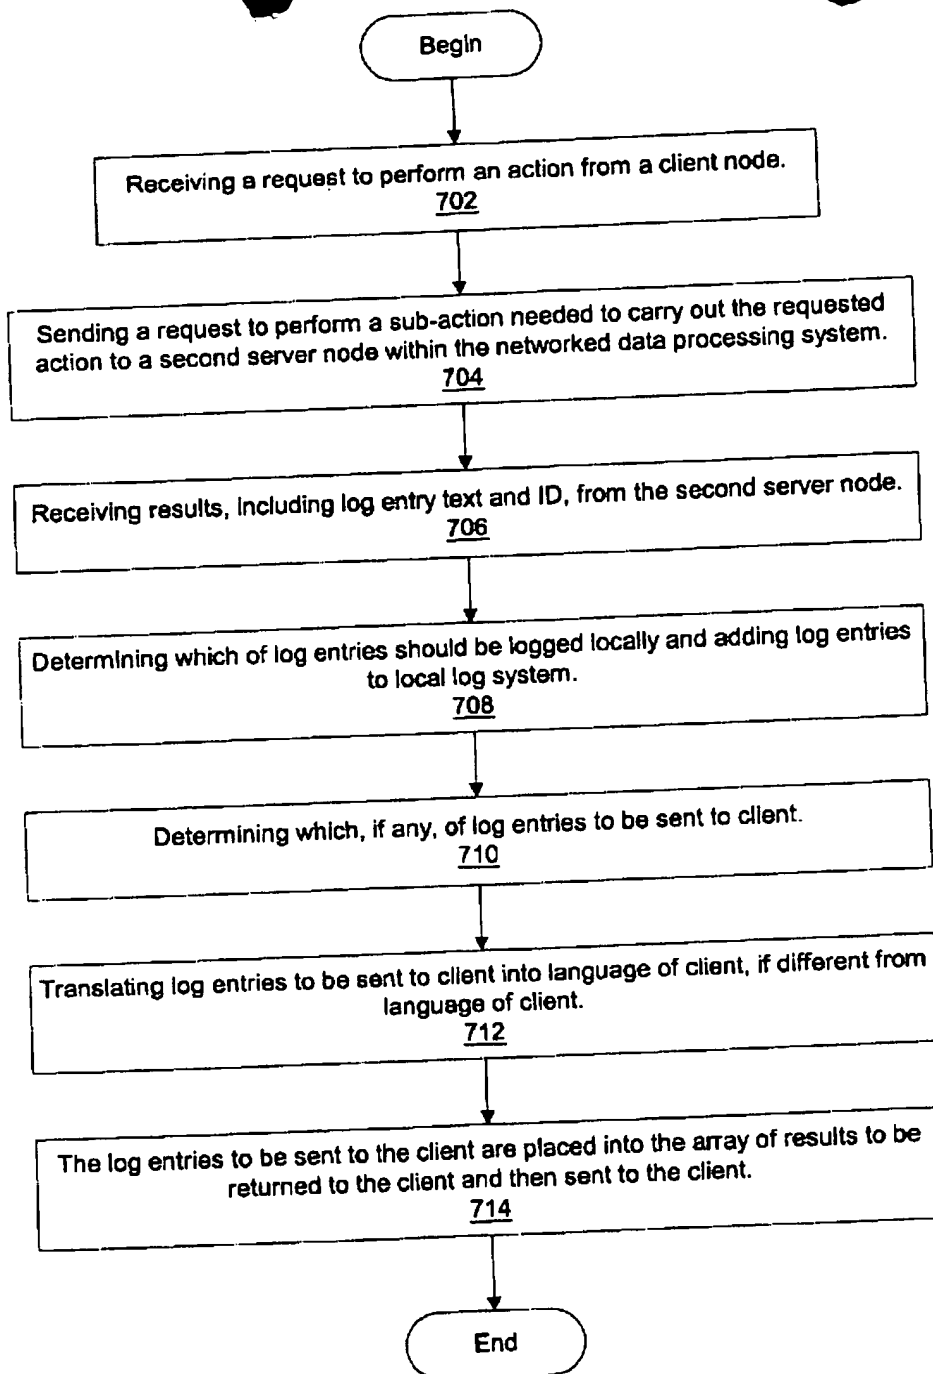 Begin
Receiving a request to perform an action from a client node.
702
Sending a request to perform a sub-action needed to carry out the requested
action to a second server node within the networked data processing system.
704
Receiving results, including log entry text and ID, from the second server node.
706
Determining which of log entries should be logged locally and adding log entries
to local log system.
708
Determining which, if any, of log entries to be sent to client.
710
Translating log entries to be sent to client into language of client, if different from
language of client.
712
The log entries to be sent to the client are placed into the array of results to be
returned to the client and then sent to the client.
714
End